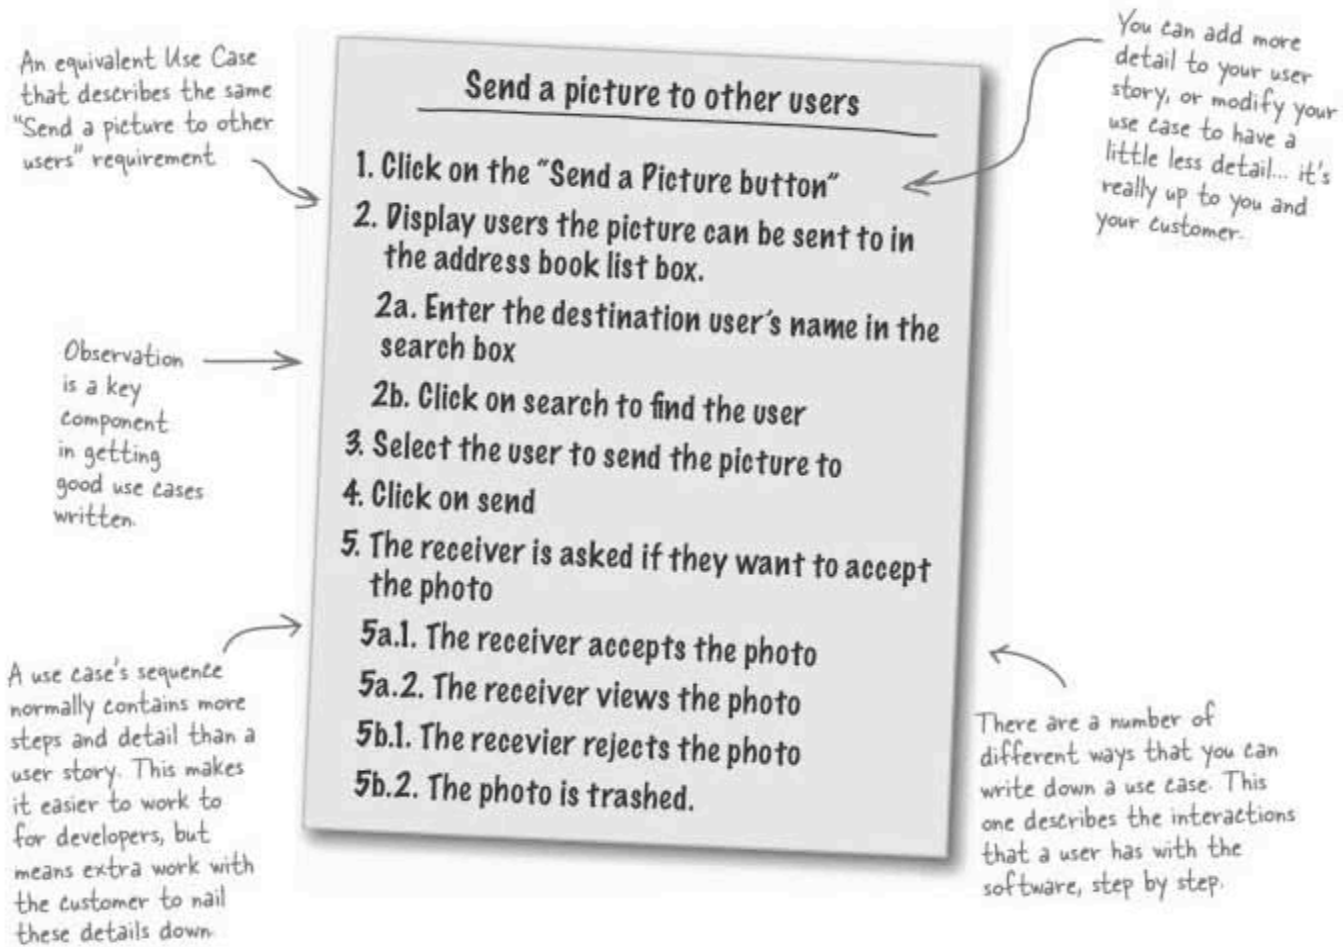 An equivalent Use Case
that describes the same
"Send a picture to other
users" requirement
You can add more
detail to your user
story, or modify your
use case to have a
little less detail... it's
really up to you and
your customer.
Send a picture to other users
1. Click on the "Send a Picture button"
2. Display users the picture can be sent to in
the address book list box.
2a. Enter the destination user's name in the
search box
2b. Click on search to find the user
3. Select the user to send the picture to
4. Click on send
5. The receiver is asked if they want to accept
the photo
5a.1. The receiver accepts the photo
5a.2. The receiver views the photo
5b.1. The recevier rejects the photo
5b.2. The photo is trashed.
Observation
is a key
component
in getting
good use cases
written.
A use case's sequence
normally contains more
steps and detail than a
user story. This makes
it easier to work to
for developers, but
means extra work with
the customer to nail
these details down
There are a number of
different ways that you can
write down a use case. This
one describes the interactions
that a user has with the
software, step by step.